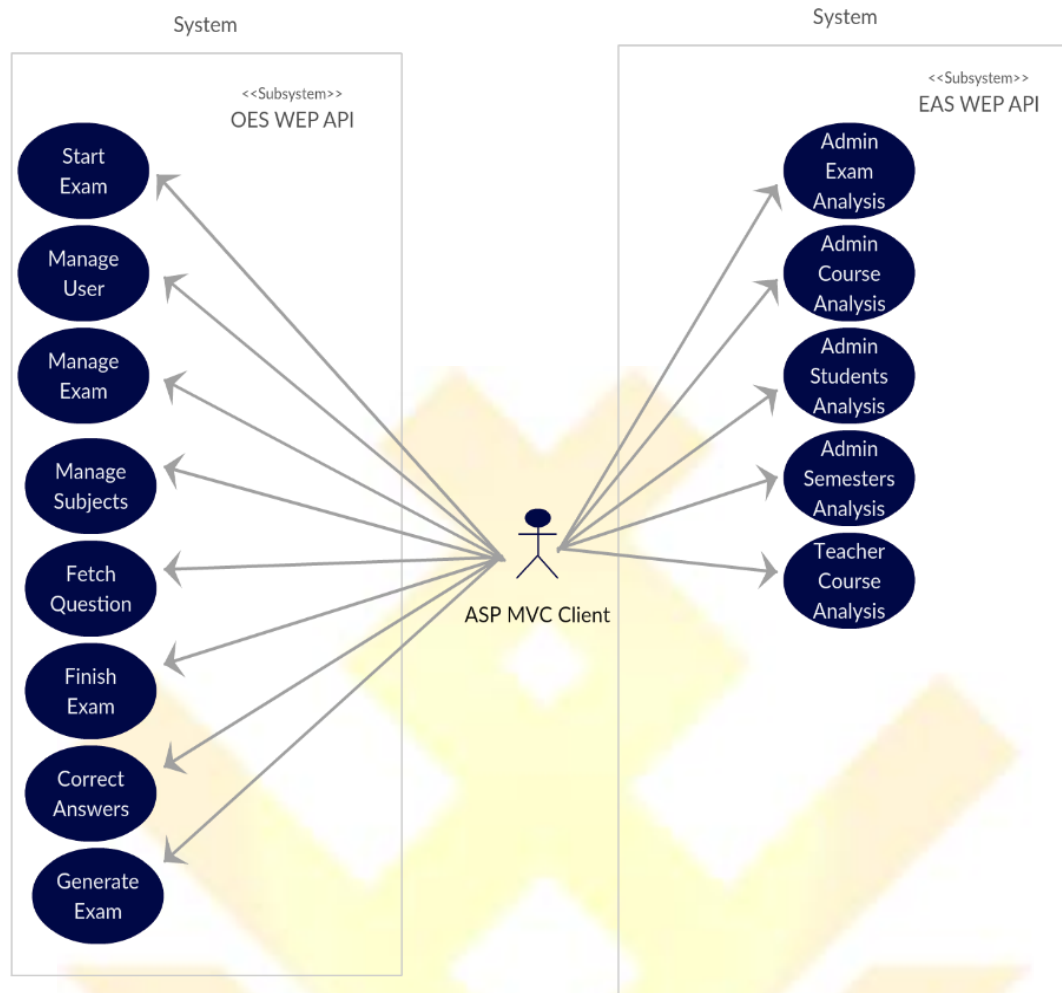 System
<<Subsystem>>
OES WEP API
Start
Exam
Manage
User
Manage
Exam
Manage
Subjects
Fetch
Question
Finish
Exam
Correct
Answers
Generate
Exam
ASP MVC Client
System
<<Subsystem>>
EAS WEP API
Admin
Exam
Analysis
Admin
Course
Analysis
Admin
Students
Analysis
Admin
Semesters
Analysis
Teacher
Course
Analysis